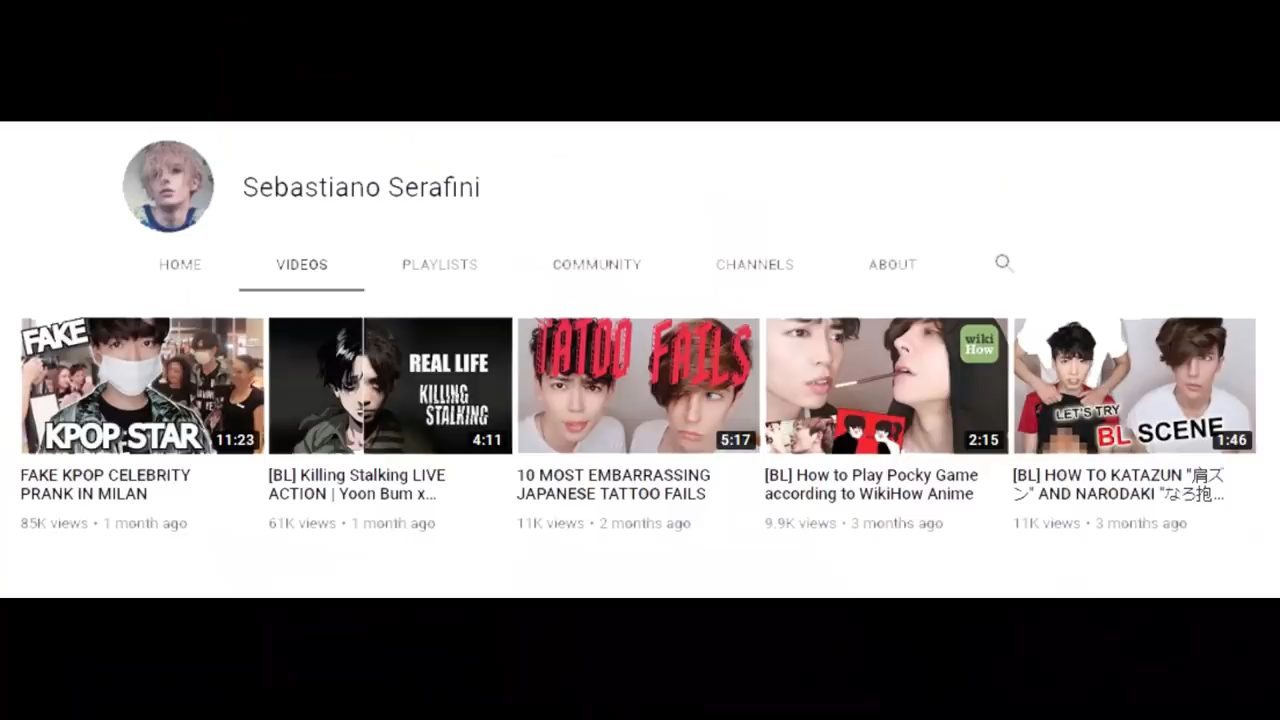 Sebastiano Serafini
HOME VIDEOS PLAYLISTS COMMUNITY CHANNELS ABOUT
FAKE
KPOP STAR
11:23
REAL LIFE
KILLING
STALKING
4:11
TATOO FAILS
5:17
wiki
How
2:15
LET'S TRY
BL SCENE
1:46
FAKE KPOP CELEBRITY
PRANK IN MILAN
85K views • 1 month ago
[BL] Killing Stalking LIVE
ACTION | Yoon Bum x...
61K views • 1 month ago
10 MOST EMBARRASSING
JAPANESE TATTOO FAILS
11K views • 2 months ago
[BL] How to Play Pocky Game
according to WikiHow Anime
9.9K views • 3 months ago
[BL] HOW TO KATAZUN "肩ズ
ン" AND NARODAKI "なろ抱...
11K views • 3 months ago